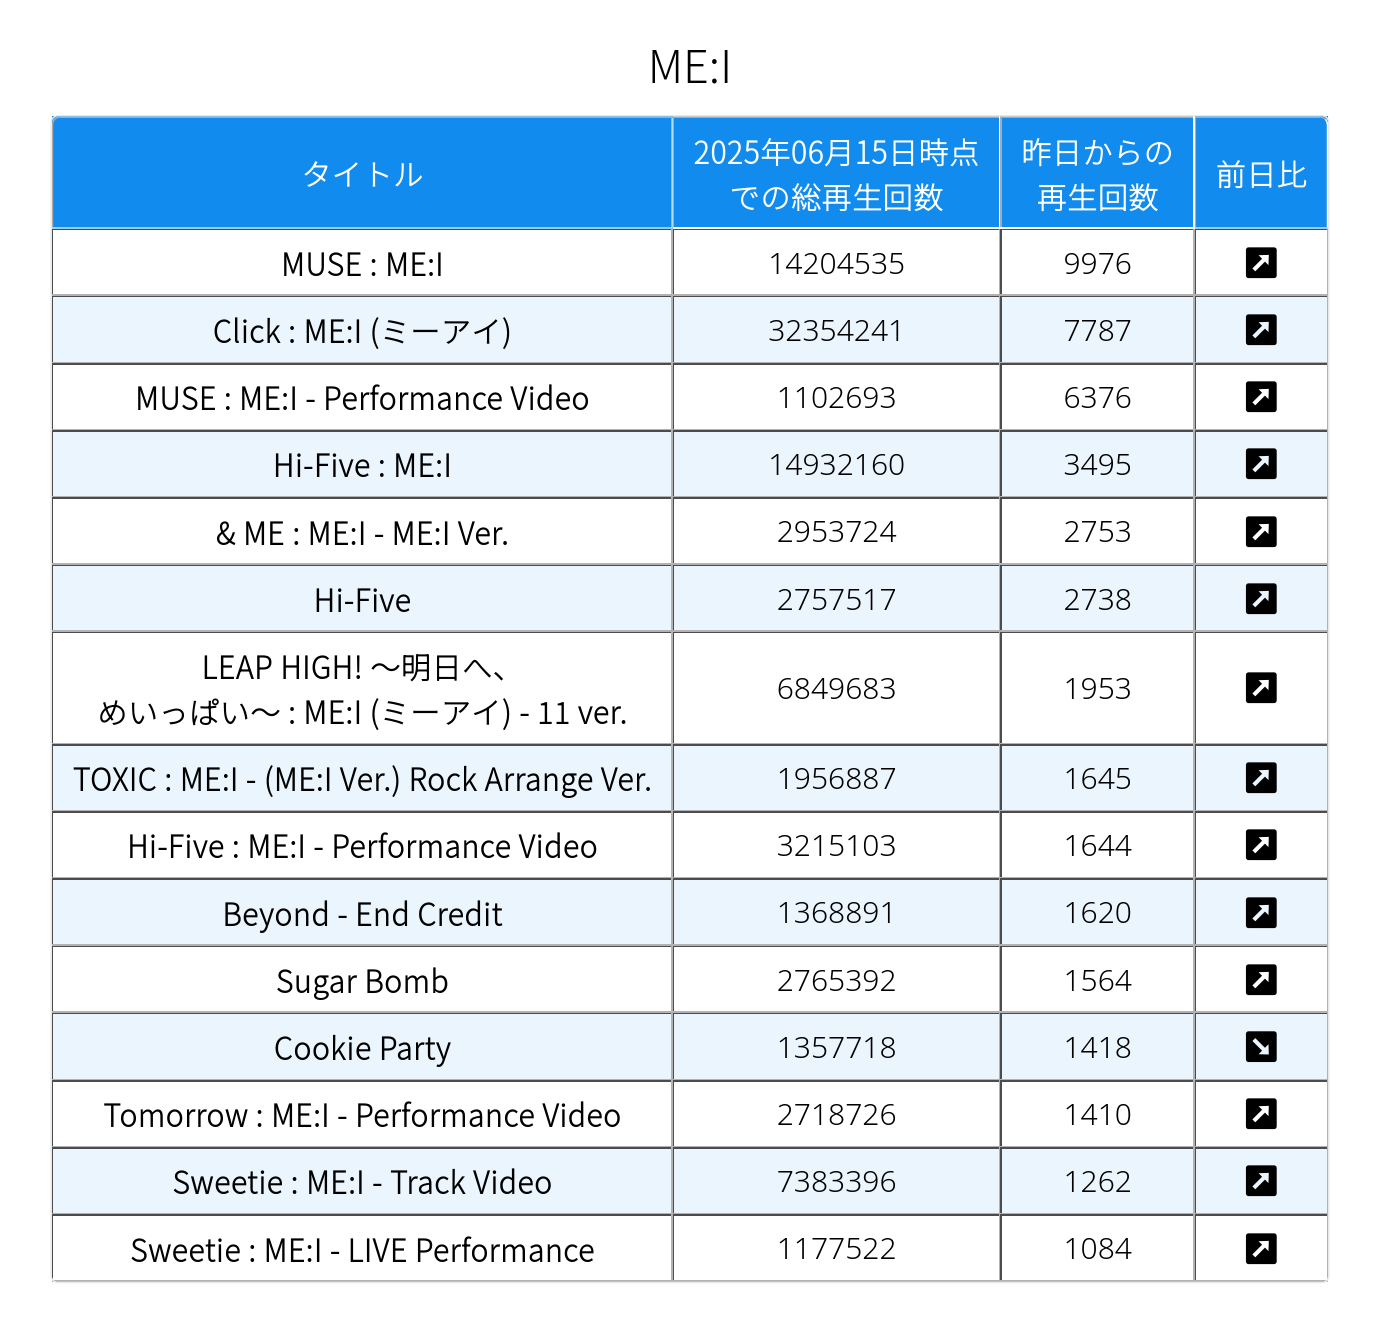 ME:I
タイトル
2025年06月15日時点
での総再生回数
昨日からの
再生回数
前日比
MUSE : ME:I 14204535 9976
Click : ME:I (ミーアイ) 32354241 7787
MUSE : ME:I - Performance Video 1102693 6376
Hi-Five : ME:I 14932160 3495
& ME : ME:I - ME:I Ver. 2953724 2753
Hi-Five 2757517 2738
LEAP HIGH! ～明日へ、
めいっぱい～ : ME:I (ミーアイ) - 11 ver. 6849683 1953
TOXIC : ME:I - (ME:I Ver.) Rock Arrange Ver. 1956887 1645
Hi-Five : ME:I - Performance Video 3215103 1644
Beyond - End Credit 1368891 1620
Sugar Bomb 2765392 1564
Cookie Party 1357718 1418
Tomorrow : ME:I - Performance Video 2718726 1410
Sweetie : ME:I - Track Video 7383396 1262
Sweetie : ME:I - LIVE Performance 1177522 1084